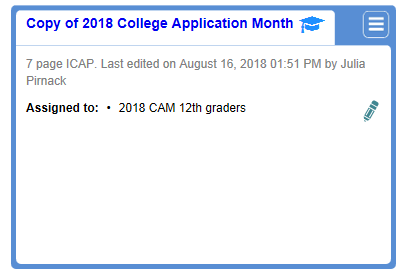 Copy of 2018 College Application Month
7 page ICAP. Last edited on August 16, 2018 01:51 PM by Julia
Pirnack
Assigned to: • 2018 CAM 12th graders